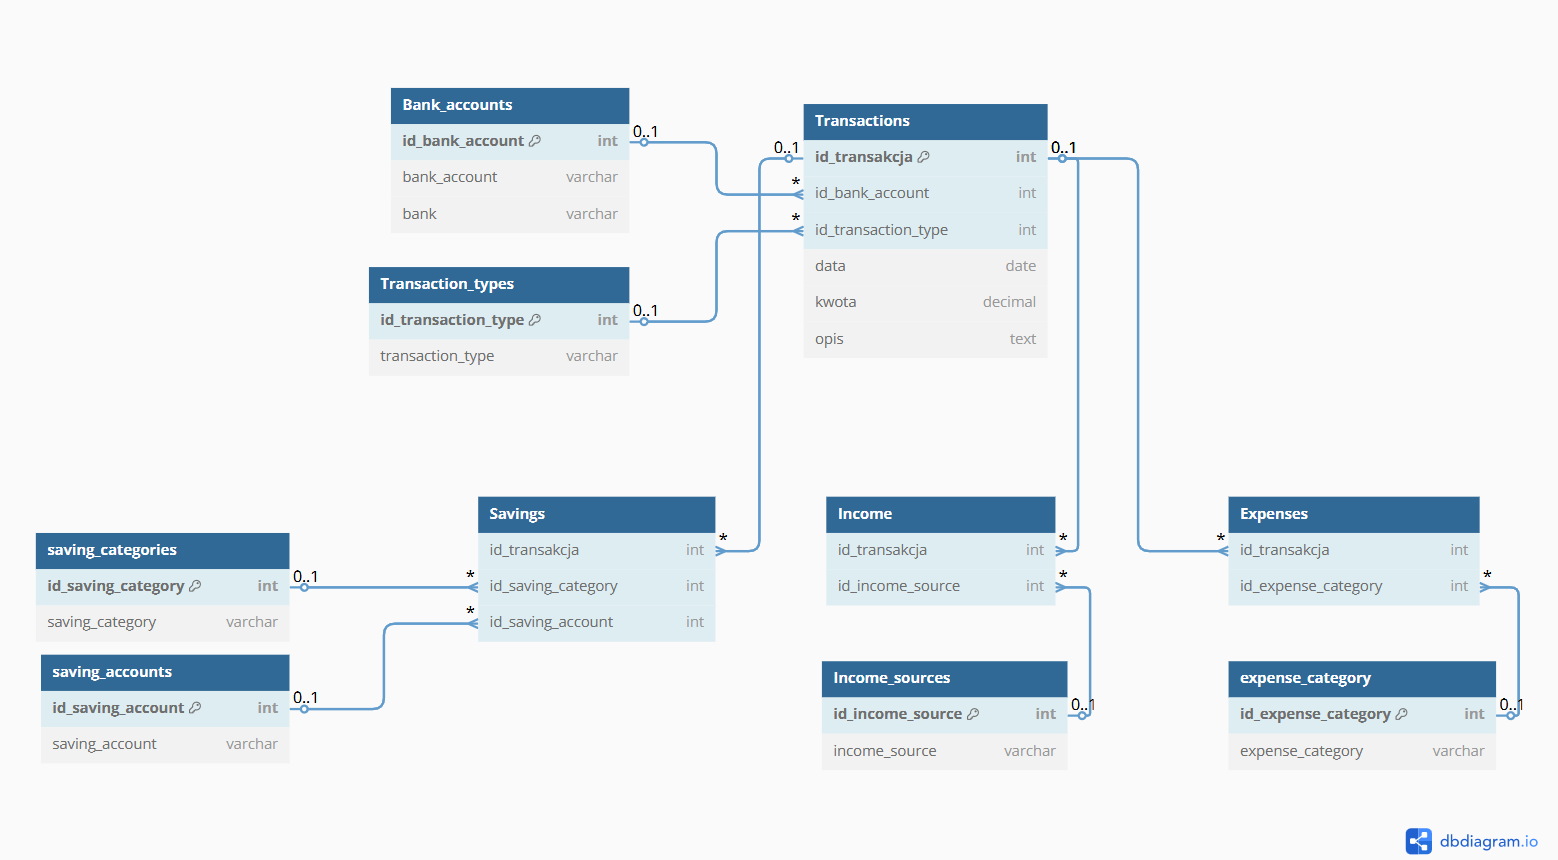 Bank_accounts
id_bank_account int
bank_account varchar
bank varchar
0..1
Transaction_types
id_transaction_type int
transaction_type varchar
0..1
Transactions
0..1
id_transakcja int
0..1
*
id_bank_account int
*
id_transaction_type int
data date
kwota decimal
opis text
saving_categories
id_saving_category int
saving_category varchar
0..1
saving_accounts
id_saving_account int
saving_account varchar
0..1
Savings
id_transakcja int
*
*
id_saving_category int
*
id_saving_account int
Income
id_transakcja int
*
id_income_source int
*
Income_sources
id_income_source int
0..1
income_source varchar
Expenses
*
id_transakcja int
id_expense_category int
*
expense_category
id_expense_category int
0..1
expense_category varchar
dbdiagram.io